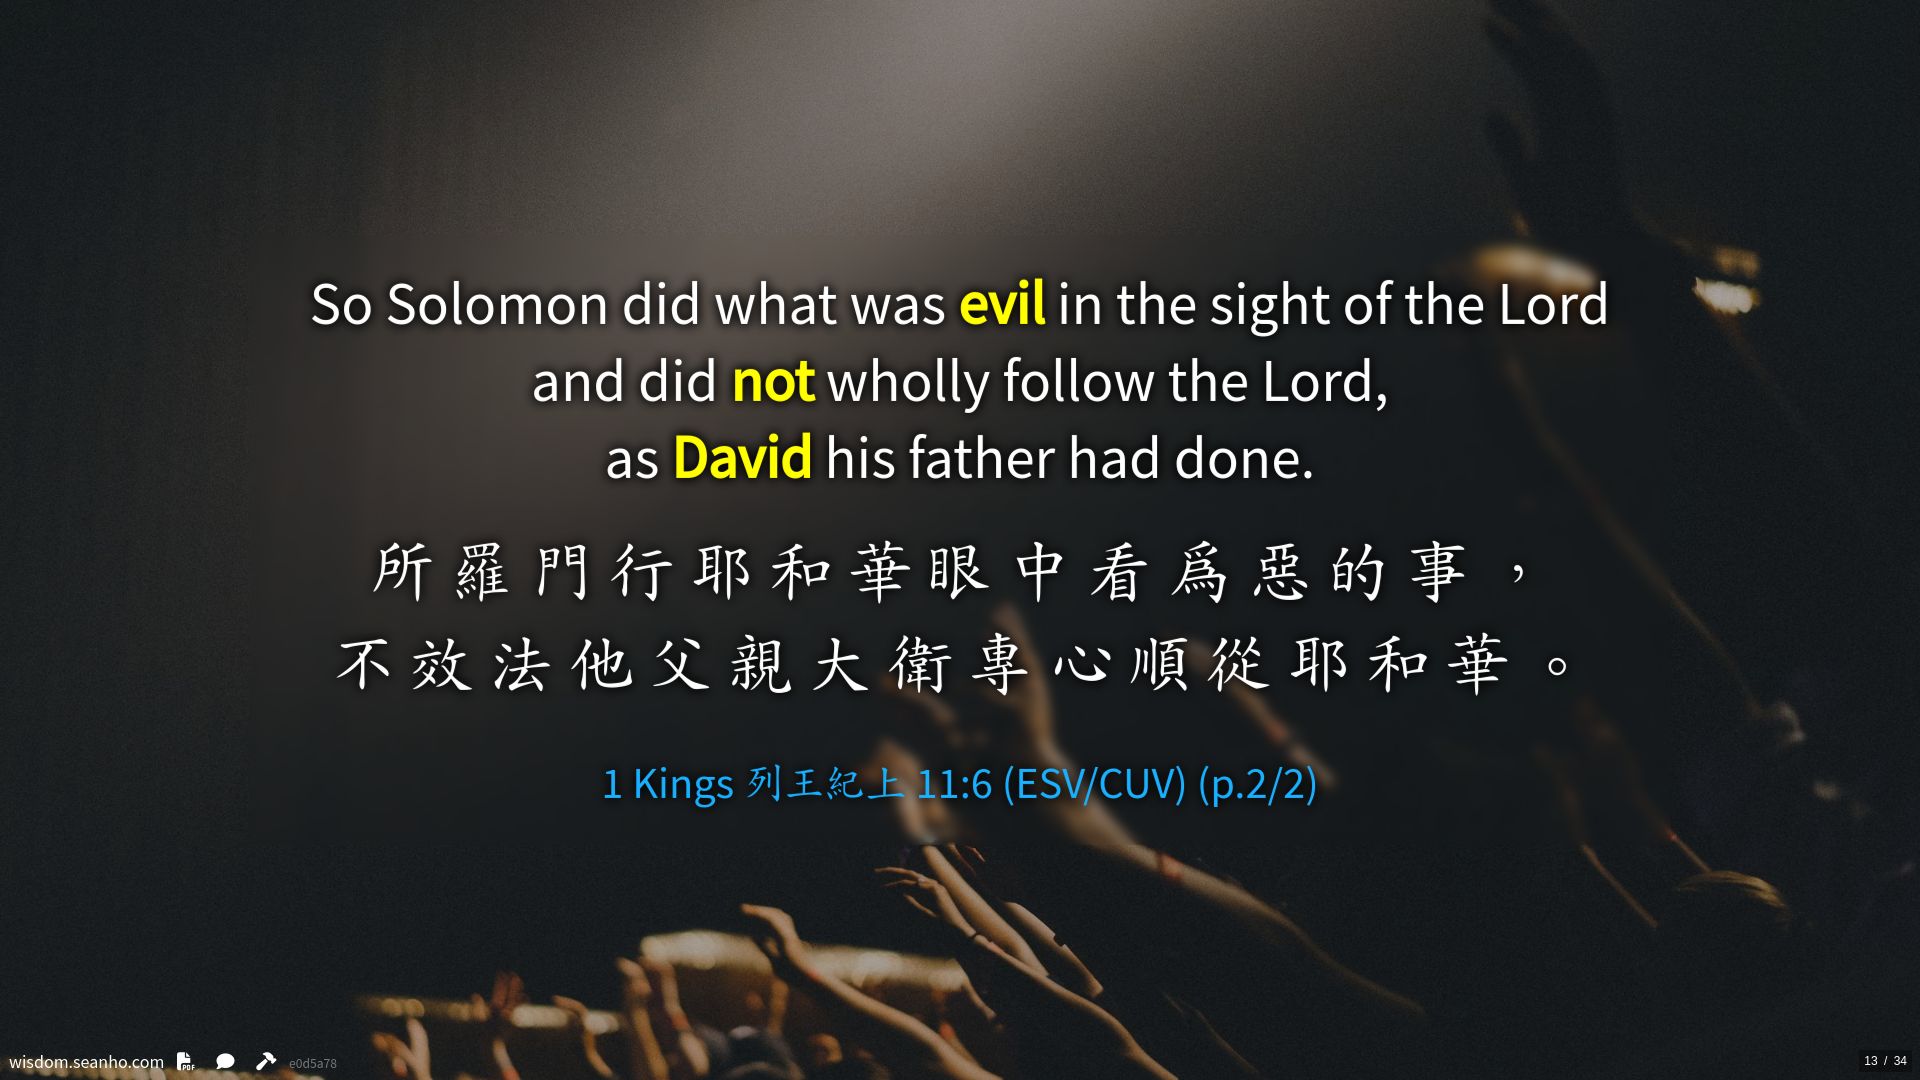 So Solomon did what was evil in the sight of the Lord
and did not wholly follow the Lord,
as David his father had done.
所羅門行耶和華眼中看爲惡的事，
不效法他父親大衛專心順從耶和華。
1 Kings 列王紀上 11:6 (ESV/CUV) (p.2/2)
wisdom.seanho.com PDF e0d5a78
13 / 34